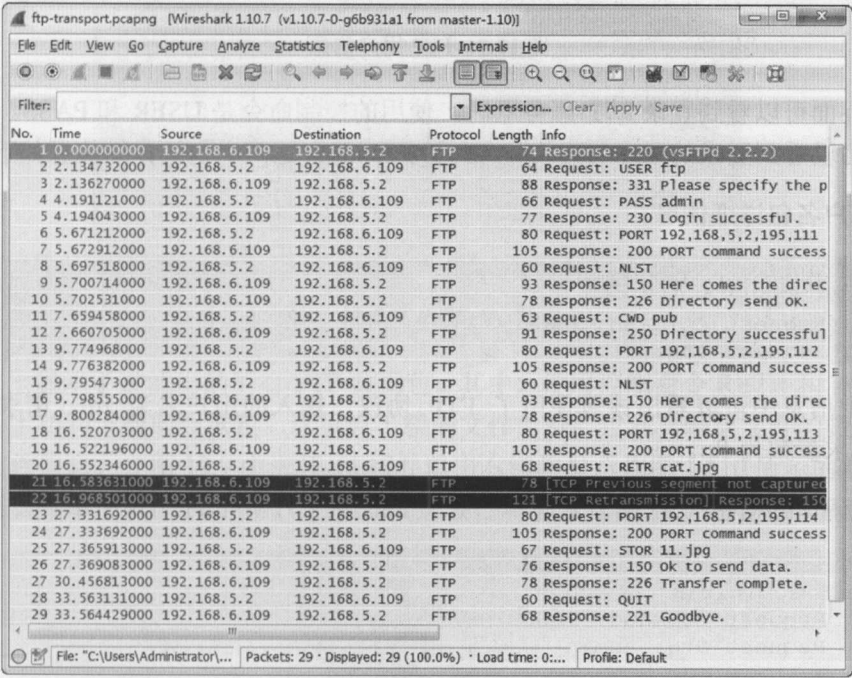 ftp-transport.pcapng [Wireshark 1.10.7 (v1.10.7-0-g6b931a1 from master-1.10)]
File Edit View Go Capture Analyze Statistics Telephony Tools Internals Help
Filter: Expression... Clear Apply Save
No. Time Source Destination Protocol Length Info
1 0.000000000 192.168.6.109 192.168.5.2 FTP 74 Response: 220 (vsFTPd 2.2.2)
2 2.134732000 192.168.5.2 192.168.6.109 FTP 64 Request: USER ftp
3 2.136270000 192.168.6.109 192.168.5.2 FTP 88 Response: 331 Please specify the p
4 4.191121000 192.168.5.2 192.168.6.109 FTP 66 Request: PASS admin
5 4.194043000 192.168.6.109 192.168.5.2 FTP 77 Response: 230 Login successful.
6 5.671212000 192.168.5.2 192.168.6.109 FTP 80 Request: PORT 192,168,5,2,195,111
7 5.672912000 192.168.6.109 192.168.5.2 FTP 105 Response: 200 PORT command success
8 5.697518000 192.168.5.2 192.168.6.109 FTP 60 Request: NLST
9 5.700714000 192.168.6.109 192.168.5.2 FTP 93 Response: 150 Here comes the direc
10 5.702531000 192.168.6.109 192.168.5.2 FTP 78 Response: 226 Directory send OK.
11 7.659458000 192.168.5.2 192.168.6.109 FTP 63 Request: CWD pub
12 7.660705000 192.168.6.109 192.168.5.2 FTP 91 Response: 250 Directory successful
13 9.774968000 192.168.5.2 192.168.6.109 FTP 80 Request: PORT 192,168,5,2,195,112
14 9.776382000 192.168.6.109 192.168.5.2 FTP 105 Response: 200 PORT command success
15 9.795473000 192.168.5.2 192.168.6.109 FTP 60 Request: NLST
16 9.798555000 192.168.6.109 192.168.5.2 FTP 93 Response: 150 Here comes the direc
17 9.800284000 192.168.6.109 192.168.5.2 FTP 78 Response: 226 Directory send OK.
18 16.520703000 192.168.5.2 192.168.6.109 FTP 80 Request: PORT 192,168,5,2,195,113
19 16.522196000 192.168.6.109 192.168.5.2 FTP 105 Response: 200 PORT command success
20 16.552346000 192.168.5.2 192.168.6.109 FTP 68 Request: RETR cat.jpg
21 16.583631000 192.168.6.109 192.168.5.2 FTP 78 [TCP Previous segment not captured
22 16.968501000 192.168.6.109 192.168.5.2 FTP 121 [TCP Retransmission] Response: 150
23 27.331692000 192.168.5.2 192.168.6.109 FTP 80 Request: PORT 192,168,5,2,195,114
24 27.333692000 192.168.6.109 192.168.5.2 FTP 105 Response: 200 PORT command success
25 27.365913000 192.168.5.2 192.168.6.109 FTP 67 Request: STOR 11.jpg
26 27.369083000 192.168.6.109 192.168.5.2 FTP 76 Response: 150 Ok to send data.
27 30.456813000 192.168.6.109 192.168.5.2 FTP 78 Response: 226 Transfer complete.
28 33.563131000 192.168.5.2 192.168.6.109 FTP 60 Request: QUIT
29 33.564429000 192.168.6.109 192.168.5.2 FTP 68 Response: 221 Goodbye.
File: "C:\Users\Administrator\... Packets: 29 · Displayed: 29 (100.0%) · Load time: 0:... Profile: Default